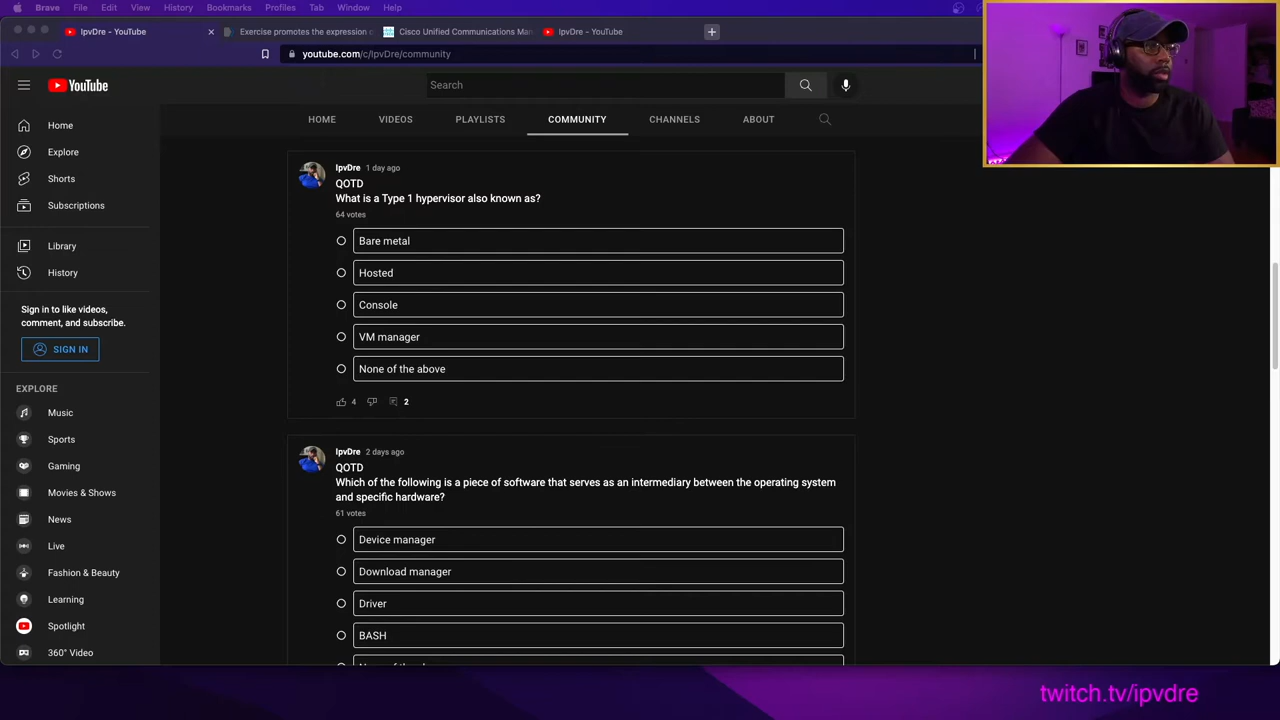 Brave File Edit View History Bookmarks Profiles Tab Window Help
IpvDre - YouTube
Exercise promotes the expression o
Cisco Unified Communications Man
IpvDre - YouTube
youtube.com/c/IpvDre/community
YouTube
Search
HOME VIDEOS PLAYLISTS COMMUNITY CHANNELS ABOUT
Home
Explore
Shorts
Subscriptions
Library
History
Sign in to like videos,
comment, and subscribe.
SIGN IN
EXPLORE
Music
Sports
Gaming
Movies & Shows
News
Live
Fashion & Beauty
Learning
Spotlight
360° Video
IpvDre 1 day ago
QOTD
What is a Type 1 hypervisor also known as?
64 votes
Bare metal
Hosted
Console
VM manager
None of the above
4 2
IpvDre 2 days ago
QOTD
Which of the following is a piece of software that serves as an intermediary between the operating system
and specific hardware?
61 votes
Device manager
Download manager
Driver
BASH
twitch.tv/ipvdre